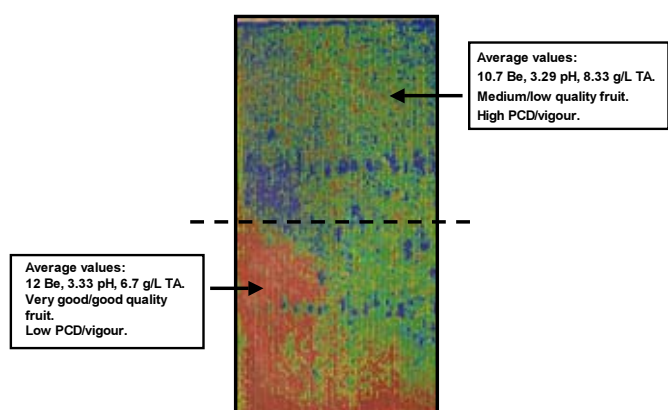 Average values:
10.7 Be, 3.29 pH, 8.33 g/L TA.
Medium/low quality fruit.
High PCD/vigour.
Average values:
12 Be, 3.33 pH, 6.7 g/L TA.
Very good/good quality
fruit.
Low PCD/vigour.